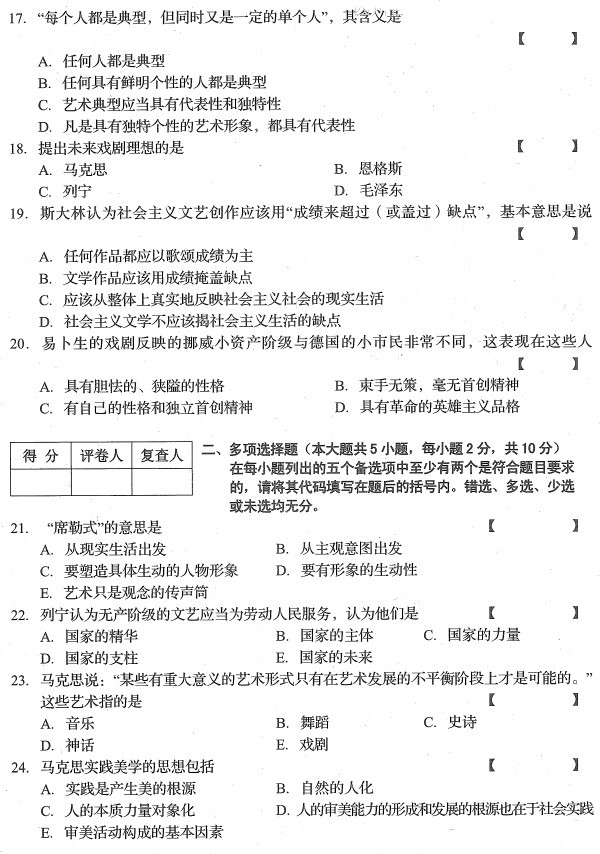 17. “每个人都是典型，但同时又是一定的单个人”，其含义是
【 】
A. 任何人都是典型
B. 任何具有鲜明个性的人都是典型
C. 艺术典型应当具有代表性和独特性
D. 凡是具有独特个性的艺术形象，都具有代表性
18. 提出未来戏剧理想的是 【 】
A. 马克思 B. 恩格斯
C. 列宁 D. 毛泽东
19. 斯大林认为社会主义文艺创作应该用“成绩来超过（或盖过）缺点”，基本意思是说
【 】
A. 任何作品都应以歌颂成绩为主
B. 文学作品应该用成绩掩盖缺点
C. 应该从整体上真实地反映社会主义社会的现实生活
D. 社会主义文学不应该揭社会主义生活的缺点
20. 易卜生的戏剧反映的挪威小资产阶级与德国的小市民非常不同，这表现在这些人
【 】
A. 具有胆怯的、狭隘的性格 B. 束手无策，毫无首创精神
C. 有自己的性格和独立首创精神 D. 具有革命的英雄主义品格
得 分 评卷人 复查人
二、多项选择题（本大题共5小题，每小题2分，共10分）
在每小题列出的五个备选项中至少有两个是符合题目要求
的，请将其代码填写在题后的括号内。错选、多选、少选
或未选均无分。
21. “席勒式”的意思是 【 】
A. 从现实生活出发 B. 从主观意图出发
C. 要塑造具体生动的人物形象 D. 要有形象的生动性
E. 艺术只是观念的传声筒
22. 列宁认为无产阶级的文艺应当为劳动人民服务，认为他们是 【 】
A. 国家的精华 B. 国家的主体 C. 国家的力量
D. 国家的支柱 E. 国家的未来
23. 马克思说：“某些有重大意义的艺术形式只有在艺术发展的不平衡阶段上才是可能的。”
这些艺术指的是 【 】
A. 音乐 B. 舞蹈 C. 史诗
D. 神话 E. 戏剧
24. 马克思实践美学的思想包括 【 】
A. 实践是产生美的根源 B. 自然的人化
C. 人的本质力量对象化 D. 人的审美能力的形成和发展的根源也在于社会实践
E. 审美活动构成的基本因素